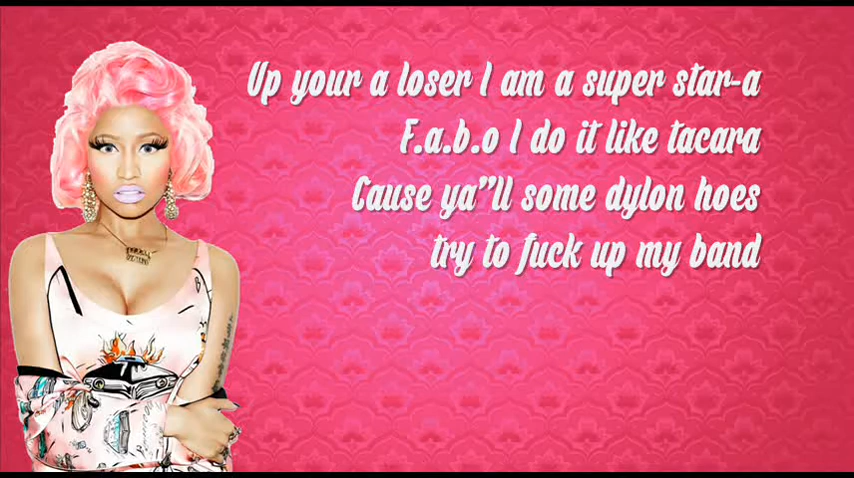 Up your a loser I am a super star-a
F.a.b.o I do it like tacara
Cause ya"ll some dylon hoes
try to fuck up my band